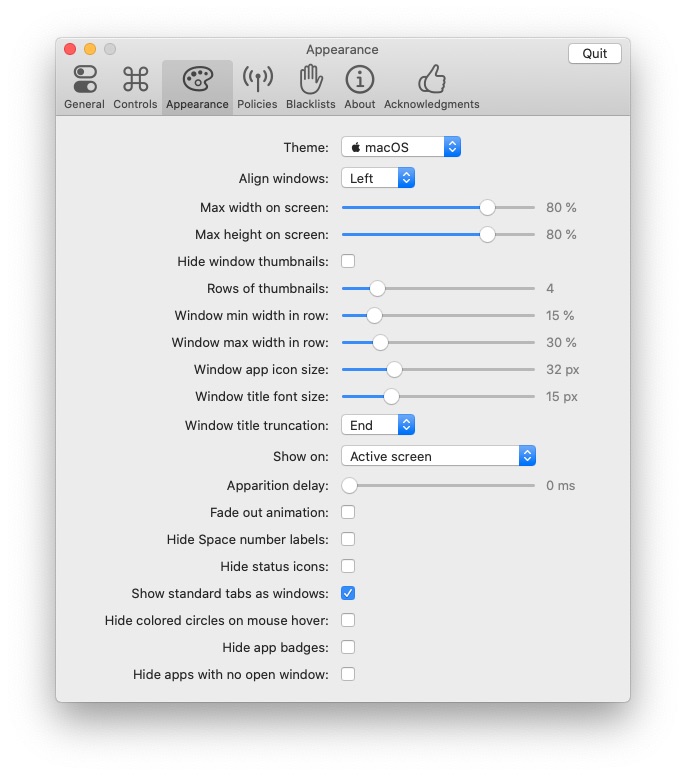 Appearance
Quit
General Controls Appearance Policies Blacklists About Acknowledgments
Theme: macOS
Align windows: Left
Max width on screen: 80 %
Max height on screen: 80 %
Hide window thumbnails:
Rows of thumbnails: 4
Window min width in row: 15 %
Window max width in row: 30 %
Window app icon size: 32 px
Window title font size: 15 px
Window title truncation: End
Show on: Active screen
Apparition delay: 0 ms
Fade out animation:
Hide Space number labels:
Hide status icons:
Show standard tabs as windows:
Hide colored circles on mouse hover:
Hide app badges:
Hide apps with no open window: